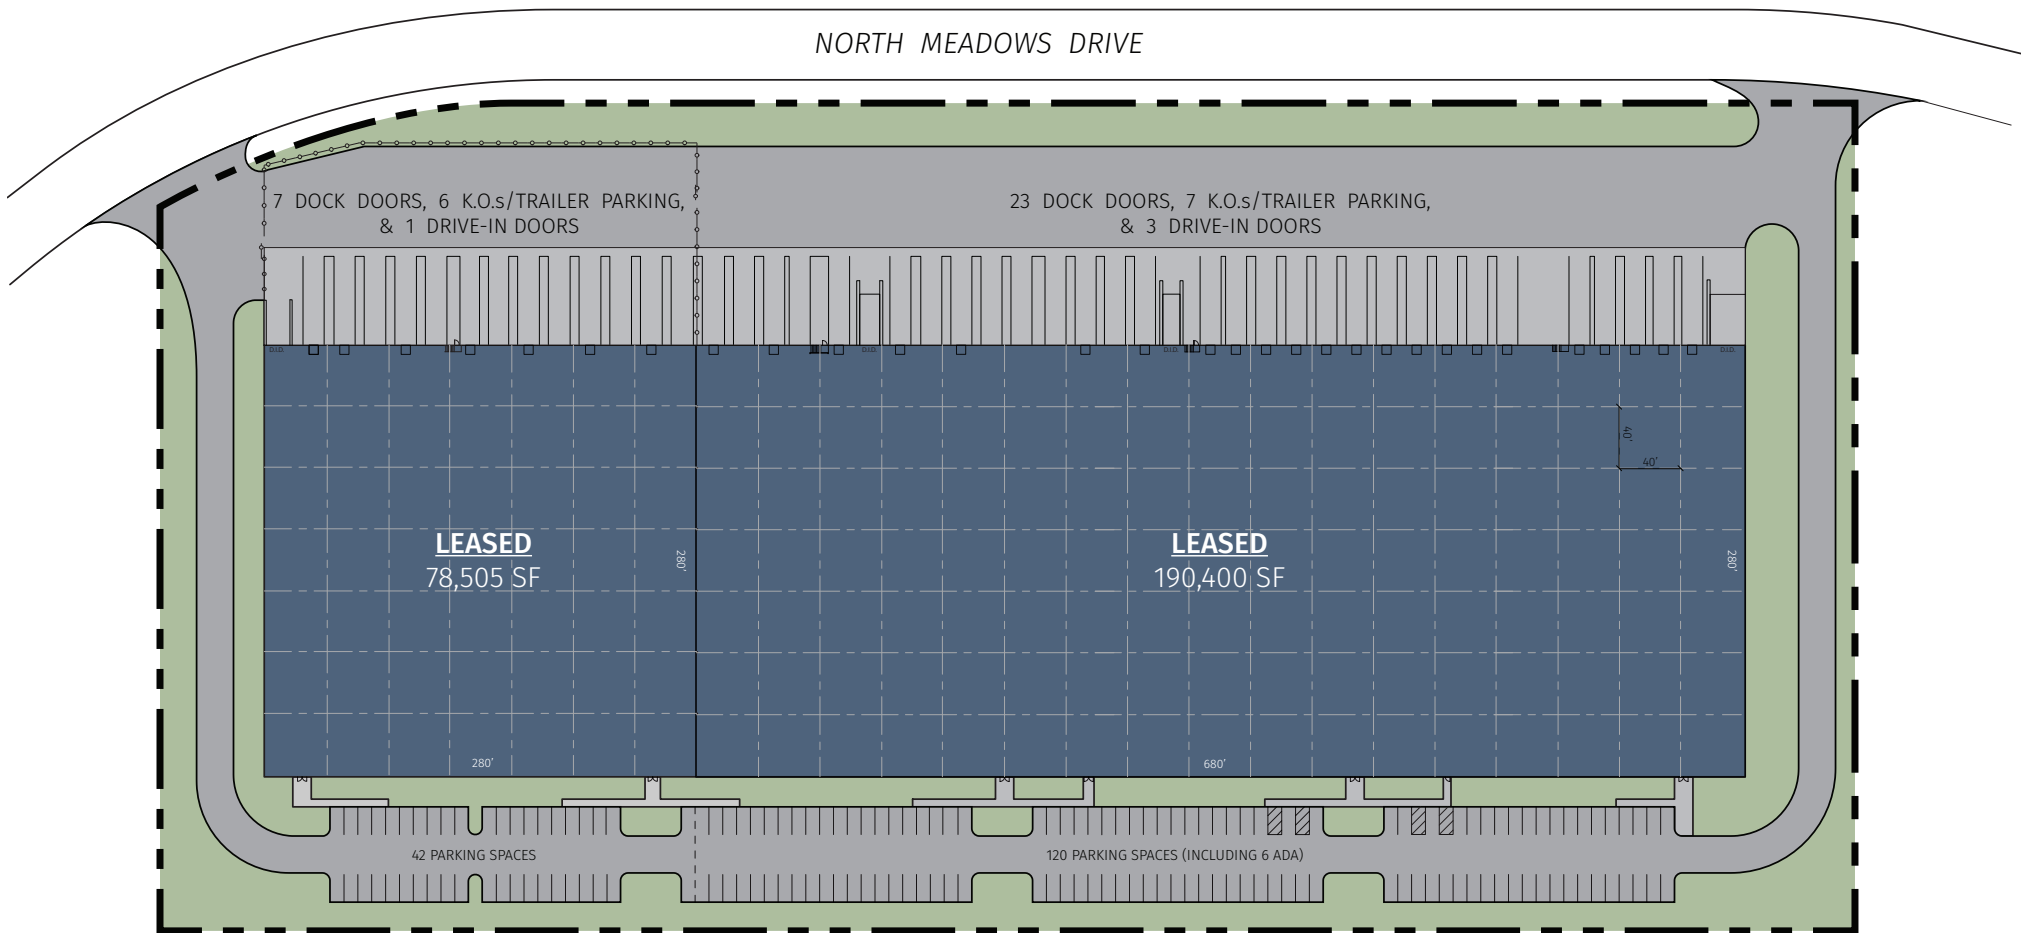 NORTH MEADOWS DRIVE
7 DOCK DOORS, 6 K.O.s/TRAILER PARKING,
& 1 DRIVE-IN DOORS
23 DOCK DOORS, 7 K.O.s/TRAILER PARKING,
& 3 DRIVE-IN DOORS
D.I.D.
D.I.D.
D.I.D.
D.I.D.
40'
40'
LEASED
78,505 SF
280'
LEASED
190,400 SF
280'
280'
680'
42 PARKING SPACES
120 PARKING SPACES (INCLUDING 6 ADA)